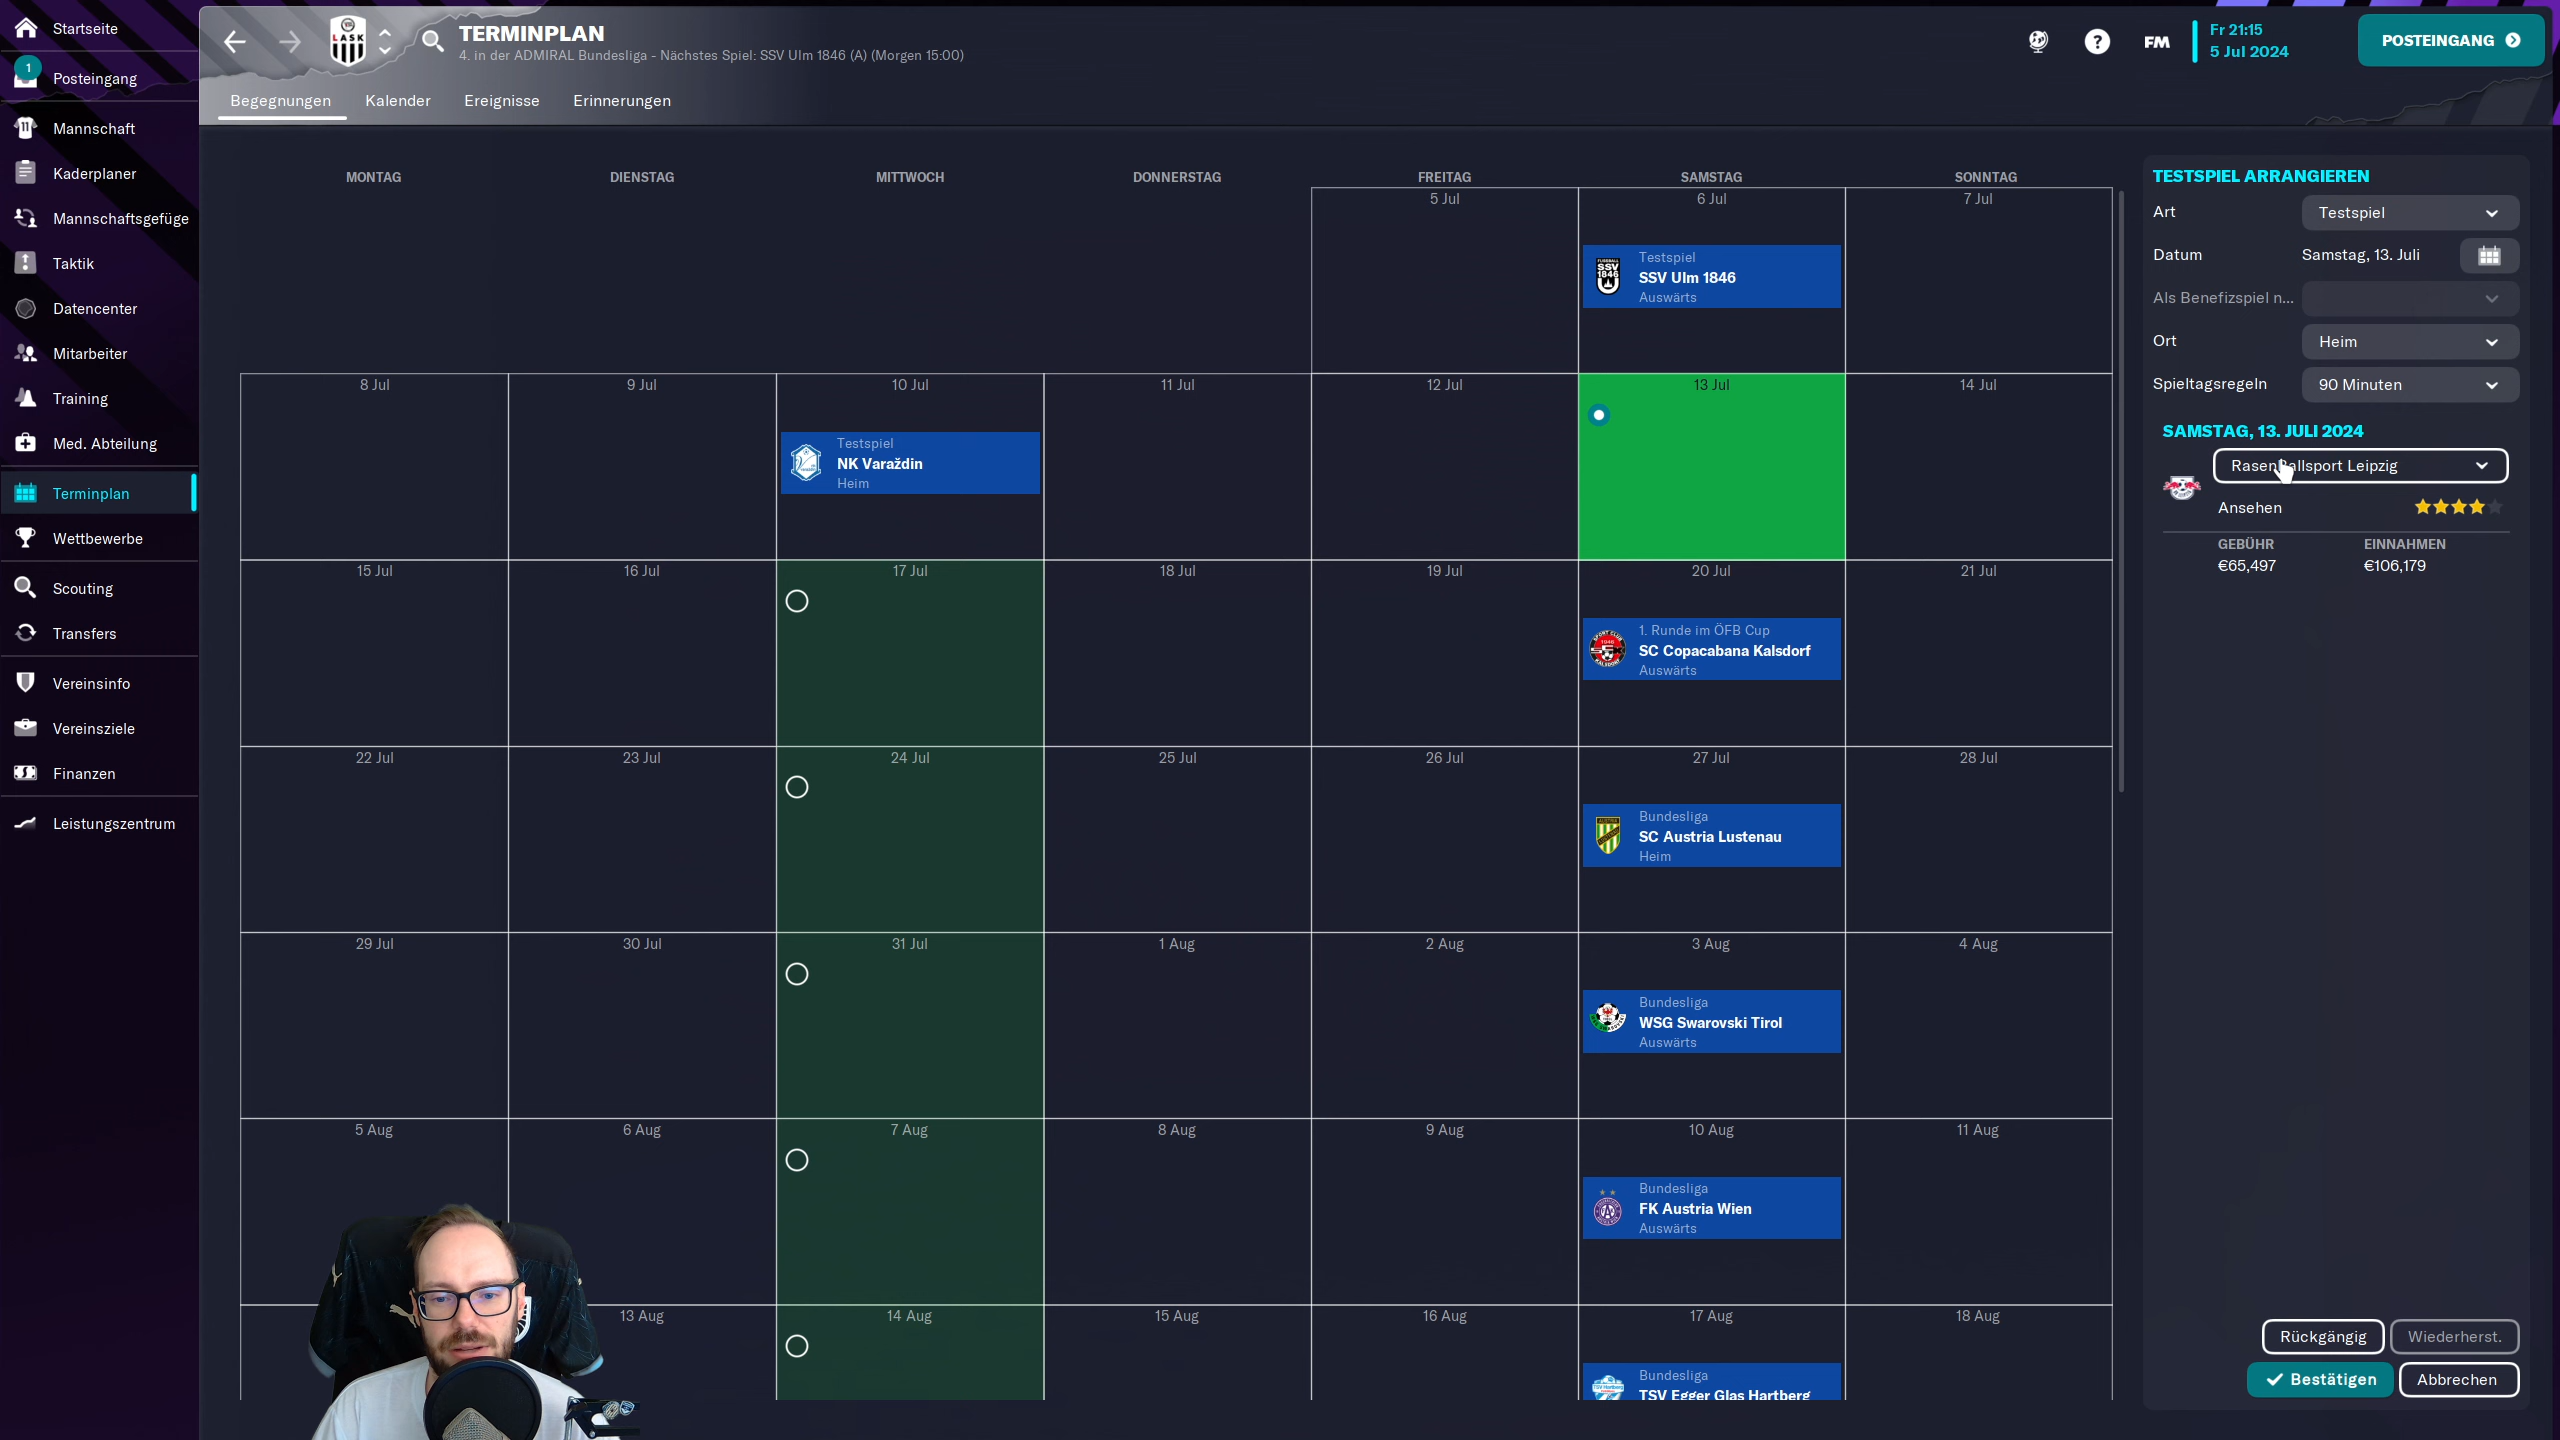 Startseite
1
Posteingang
Mannschaft
Kaderplaner
Mannschaftsgefüge
Taktik
Datencenter
Mitarbeiter
Training
Med. Abteilung
Terminplan
Wettbewerbe
Scouting
Transfers
Vereinsinfo
Vereinsziele
Finanzen
Leistungszentrum
LASK
TERMINPLAN
4. in der ADMIRAL Bundesliga - Nächstes Spiel: SSV Ulm 1846 (A) (Morgen 15:00)
FM
Fr 21:15
5 Jul 2024
POSTEINGANG
Begegnungen Kalender Ereignisse Erinnerungen
MONTAG DIENSTAG MITTWOCH DONNERSTAG FREITAG SAMSTAG SONNTAG
5 Jul 6 Jul 7 Jul
Testspiel
SSV Ulm 1846
Auswärts
8 Jul 9 Jul 10 Jul 11 Jul 12 Jul 13 Jul 14 Jul
Testspiel
NK Varaždin
Heim
15 Jul 16 Jul 17 Jul 18 Jul 19 Jul 20 Jul 21 Jul
1. Runde im ÖFB Cup
SC Copacabana Kalsdorf
Auswärts
22 Jul 23 Jul 24 Jul 25 Jul 26 Jul 27 Jul 28 Jul
Bundesliga
SC Austria Lustenau
Heim
29 Jul 30 Jul 31 Jul 1 Aug 2 Aug 3 Aug 4 Aug
Bundesliga
WSG Swarovski Tirol
Auswärts
5 Aug 6 Aug 7 Aug 8 Aug 9 Aug 10 Aug 11 Aug
Bundesliga
FK Austria Wien
Auswärts
13 Aug 14 Aug 15 Aug 16 Aug 17 Aug 18 Aug
Bundesliga
TSV Egger Glas Hartberg
TESTSPIEL ARRANGIEREN
Art Testspiel
Datum Samstag, 13. Juli
Als Benefizspiel n...
Ort Heim
Spieltagsregeln 90 Minuten
SAMSTAG, 13. JULI 2024
RasenBallsport Leipzig
Ansehen
GEBÜHR EINNAHMEN
€65,497 €106,179
Rückgängig Wiederherst.
Bestätigen Abbrechen